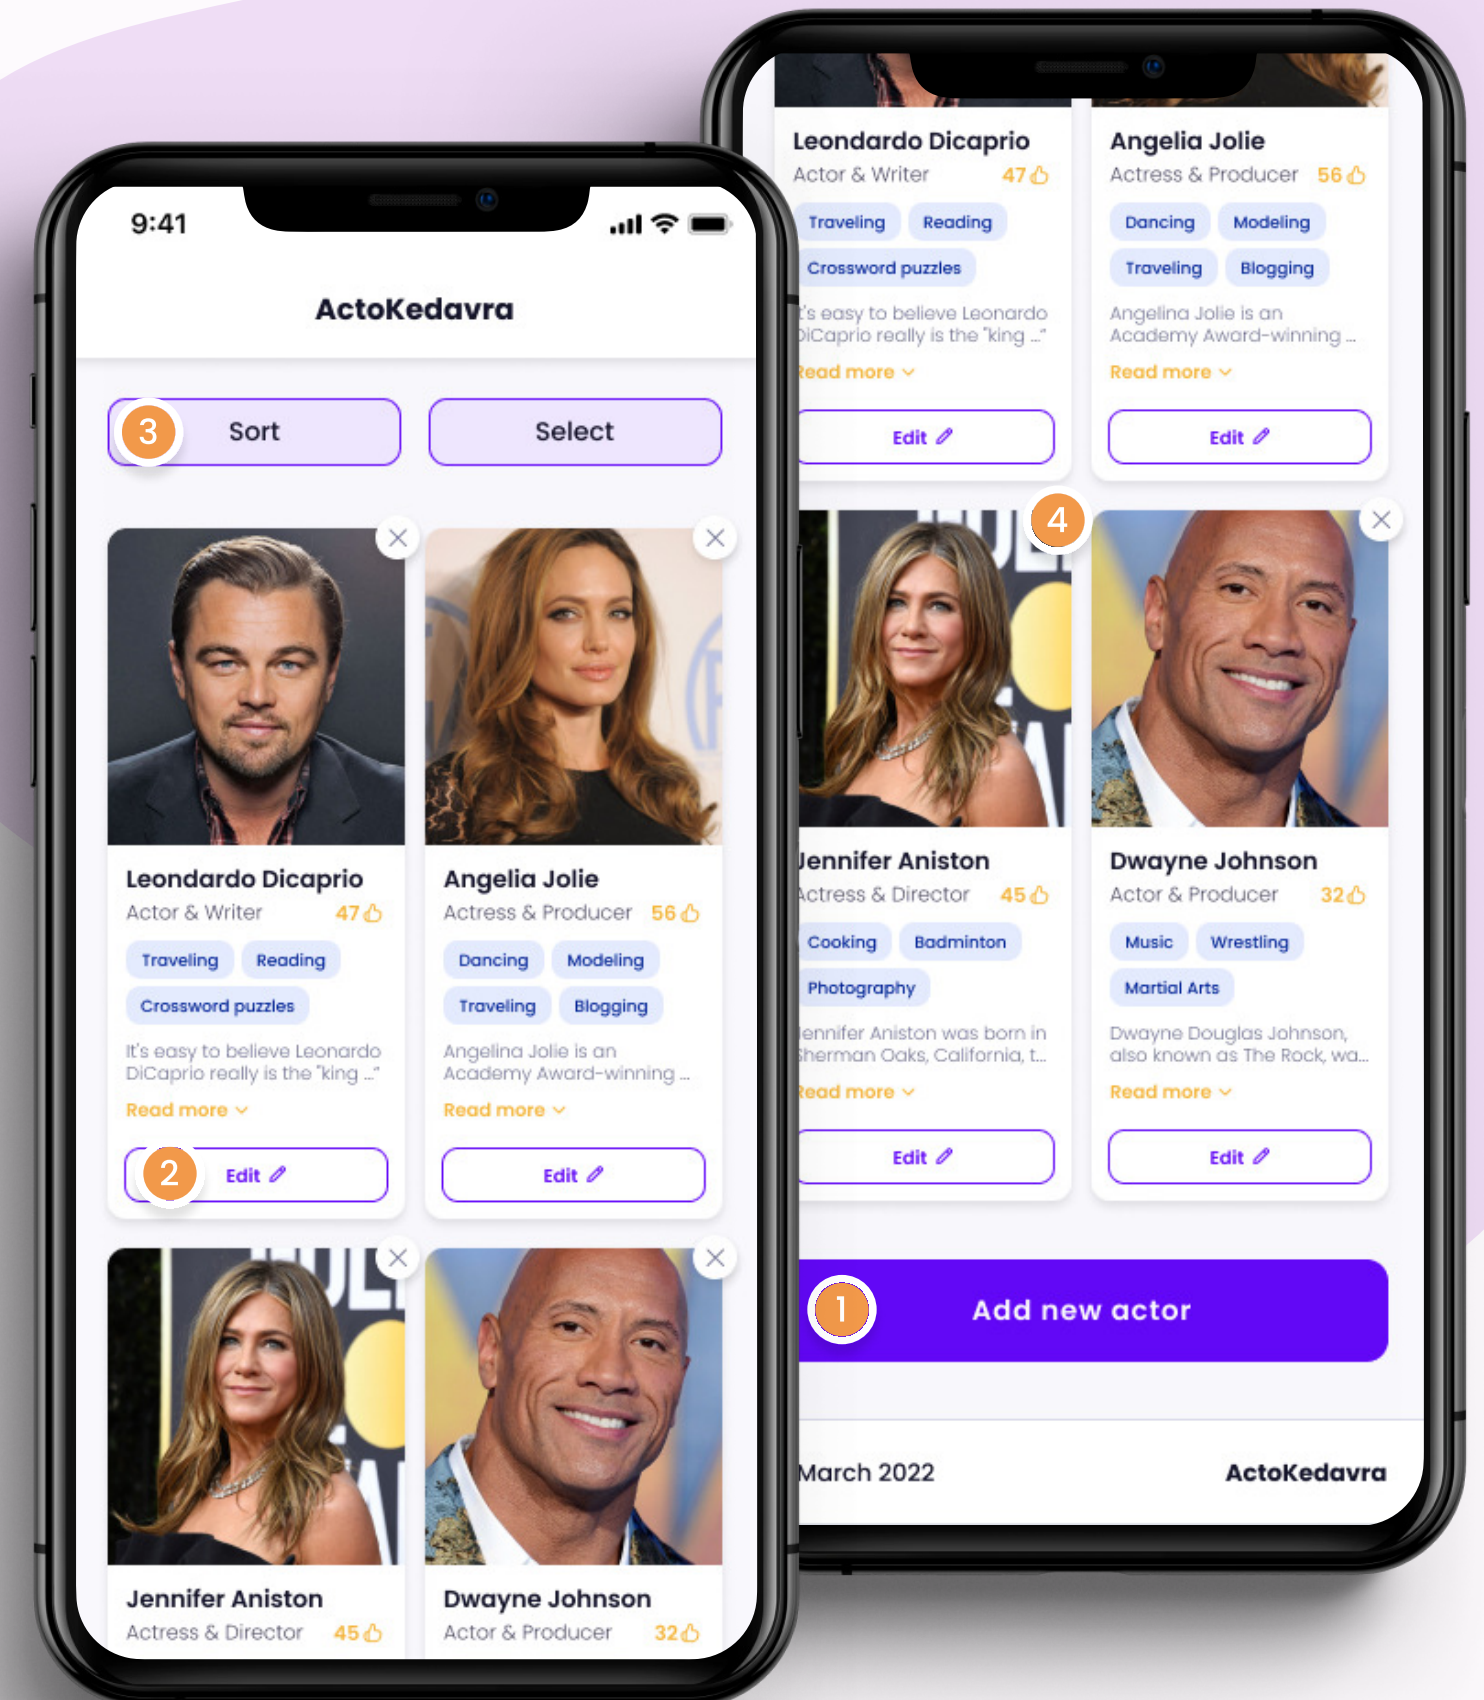 9:41
ActoKedavra
3
Sort
Select
Leondardo Dicaprio
Actor & Writer 47
Traveling Reading
Crossword puzzles
It's easy to believe Leonardo
DiCaprio really is the "king ..."
Read more
2
Edit
Angelia Jolie
Actress & Producer 56
Dancing Modeling
Traveling Blogging
Angelina Jolie is an
Academy Award-winning ...
Read more
Edit
Jennifer Aniston
Actress & Director 45
Dwayne Johnson
Actor & Producer 32
Leondardo Dicaprio
Actor & Writer 47
Traveling Reading
Crossword puzzles
t's easy to believe Leonardo
DiCaprio really is the "king ..."
Read more
Edit
Angelia Jolie
Actress & Producer 56
Dancing Modeling
Traveling Blogging
Angelina Jolie is an
Academy Award-winning ...
Read more
Edit
4
Jennifer Aniston
Actress & Director 45
Cooking Badminton
Photography
Jennifer Aniston was born in
Sherman Oaks, California, t...
Read more
Edit
Dwayne Johnson
Actor & Producer 32
Music Wrestling
Martial Arts
Dwayne Douglas Johnson,
also known as The Rock, wa...
Read more
Edit
1
Add new actor
March 2022
ActoKedavra